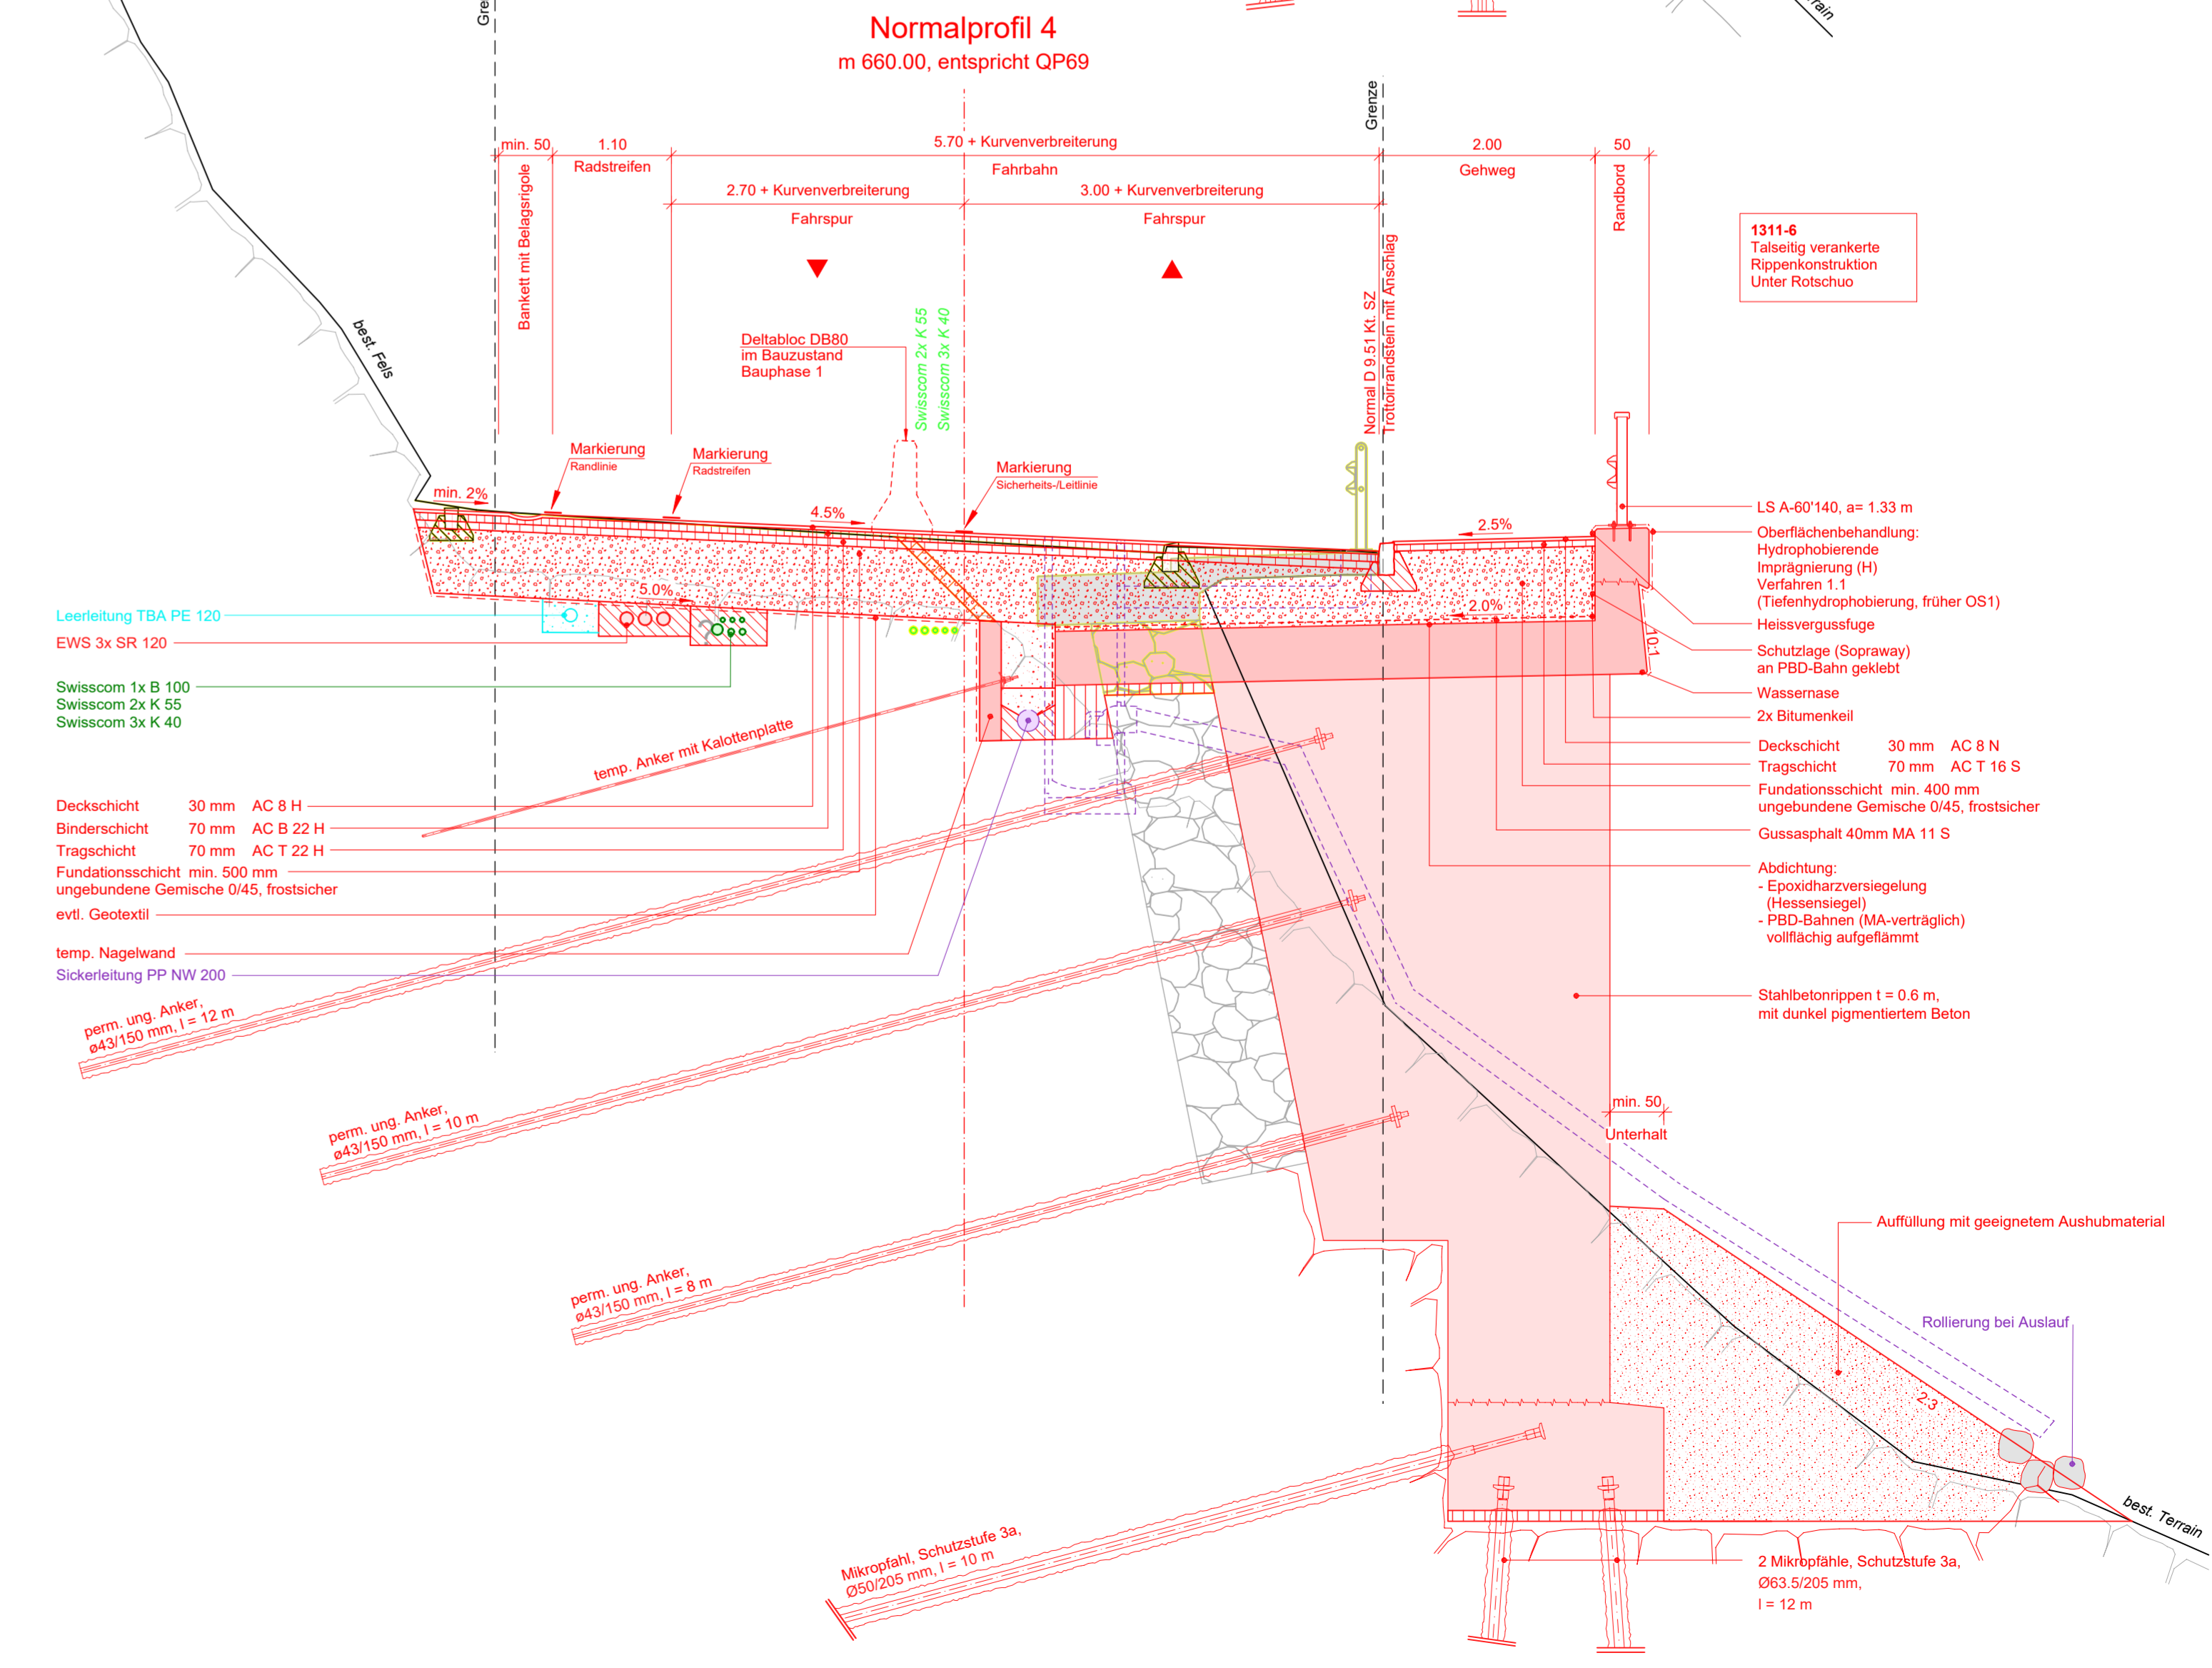 Normalprofil 4
m 660.00, entspricht QP69
Gre
rrain
Grenze
min. 50
1.10
5.70 + Kurvenverbreiterung
2.00
50
Radstreifen
Fahrbahn
Gehweg
Bankett mit Belagsrigole
Randbord
2.70 + Kurvenverbreiterung
3.00 + Kurvenverbreiterung
Fahrspur
Fahrspur
1311-6
Talseitig verankerte
Rippenkonstruktion
Unter Rotschuo
Normal D 9.51 Kt. SZ
Trottoirrandstein mit Anschlag
best. Fels
Deltabloc DB80
im Bauzustand
Bauphase 1
Swisscom 2x K 55
Swisscom 3x K 40
Markierung
Randlinie
Markierung
Radstreifen
Markierung
Sicherheits-/Leitlinie
min. 2%
4.5%
2.5%
5.0%
2.0%
10:1
LS A-60'140, a= 1.33 m
Oberflächenbehandlung:
Hydrophobierende
Imprägnierung (H)
Verfahren 1.1
(Tiefenhydrophobierung, früher OS1)
Heissvergussfuge
Schutzlage (Sopraway)
an PBD-Bahn geklebt
Wassernase
2x Bitumenkeil
Deckschicht 30 mm AC 8 N
Tragschicht 70 mm AC T 16 S
Fundationsschicht min. 400 mm
ungebundene Gemische 0/45, frostsicher
Gussasphalt 40mm MA 11 S
Abdichtung:
- Epoxidharzversiegelung
(Hessensiegel)
- PBD-Bahnen (MA-verträglich)
vollflächig aufgeflämmt
Stahlbetonrippen t = 0.6 m,
mit dunkel pigmentiertem Beton
Leerleitung TBA PE 120
EWS 3x SR 120
Swisscom 1x B 100
Swisscom 2x K 55
Swisscom 3x K 40
temp. Anker mit Kalottenplatte
Deckschicht 30 mm AC 8 H
Binderschicht 70 mm AC B 22 H
Tragschicht 70 mm AC T 22 H
Fundationsschicht min. 500 mm
ungebundene Gemische 0/45, frostsicher
evtl. Geotextil
temp. Nagelwand
Sickerleitung PP NW 200
perm. ung. Anker,
ø43/150 mm, l = 12 m
perm. ung. Anker,
ø43/150 mm, l = 10 m
perm. ung. Anker,
ø43/150 mm, l = 8 m
min. 50
Unterhalt
Auffüllung mit geeignetem Aushubmaterial
Rollierung bei Auslauf
2:3
best. Terrain
Mikropfahl, Schutzstufe 3a,
Ø50/205 mm, l = 10 m
2 Mikropfähle, Schutzstufe 3a,
Ø63.5/205 mm,
l = 12 m